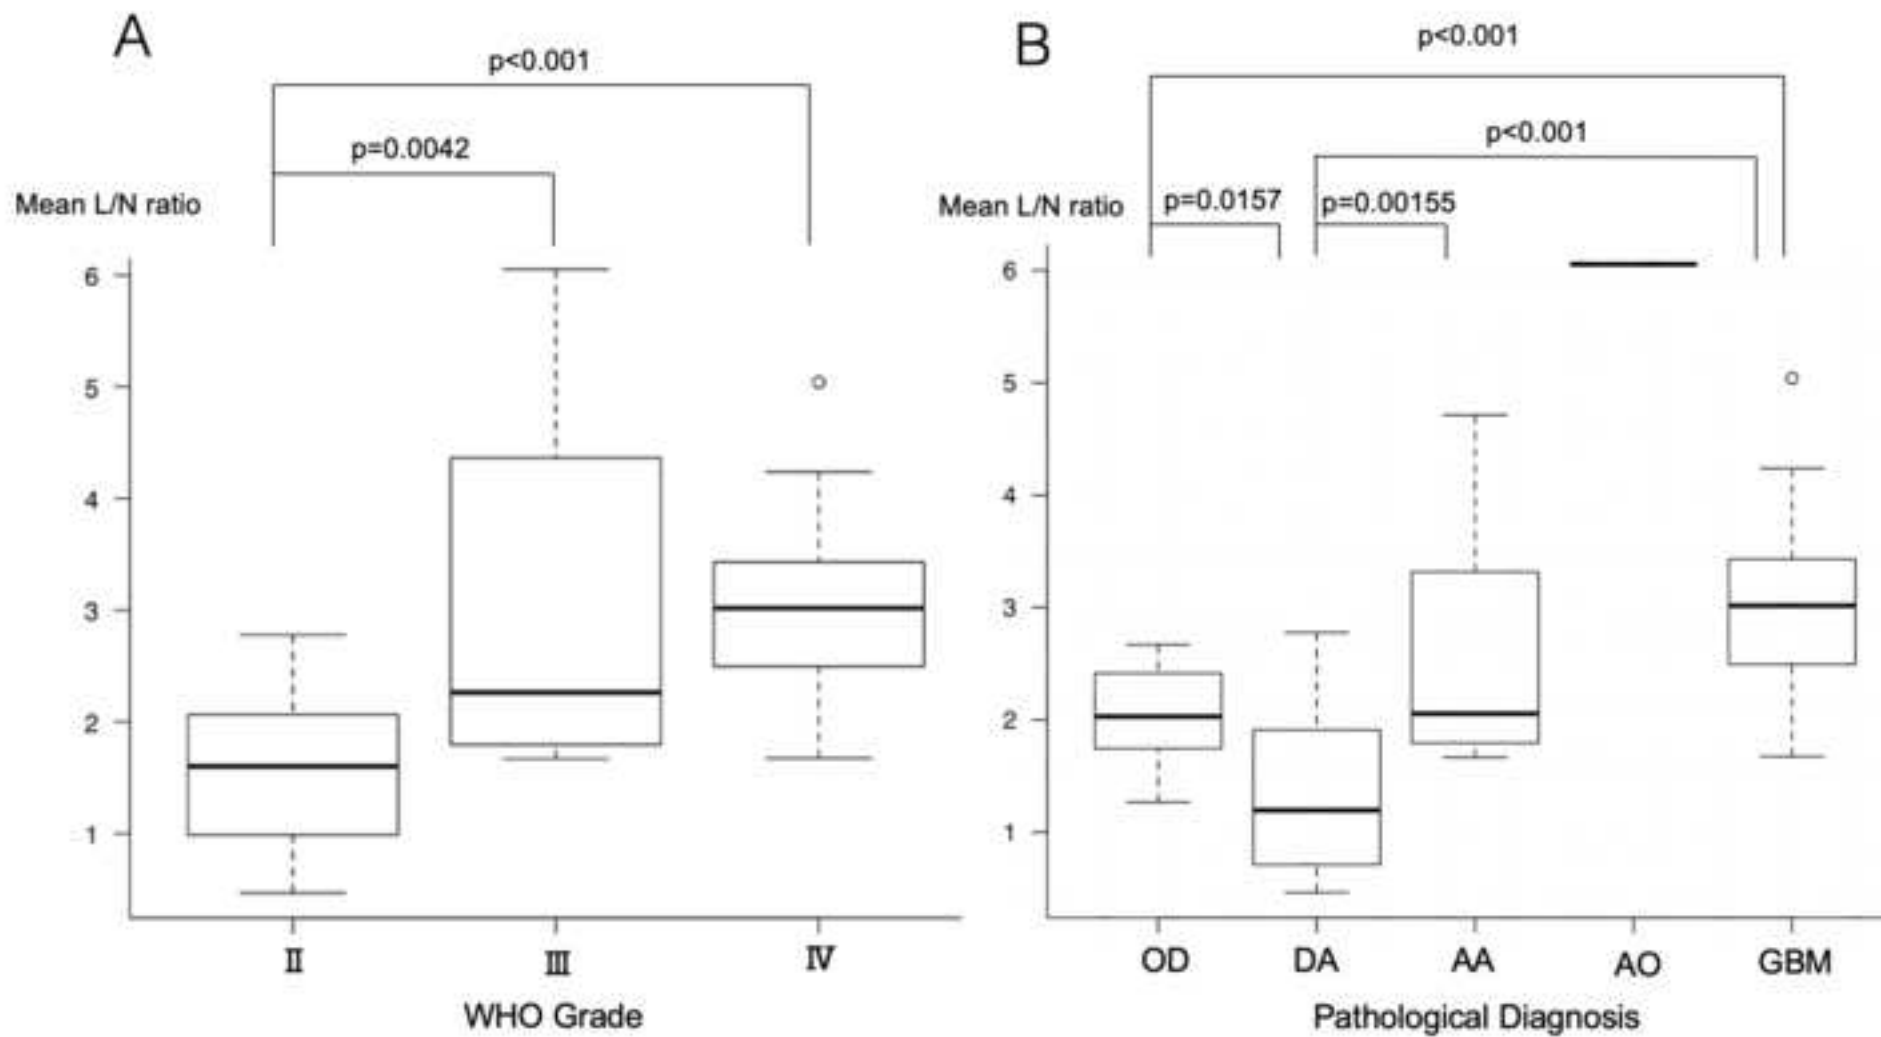 A
p<0.001
p=0.0042
Mean L/N ratio
6
5
4
3
2
1
Ⅱ
Ⅲ
Ⅳ
WHO Grade
B
p<0.001
p<0.001
p=0.0157
p=0.00155
Mean L/N ratio
6
5
4
3
2
1
OD
DA
AA
AO
GBM
Pathological Diagnosis